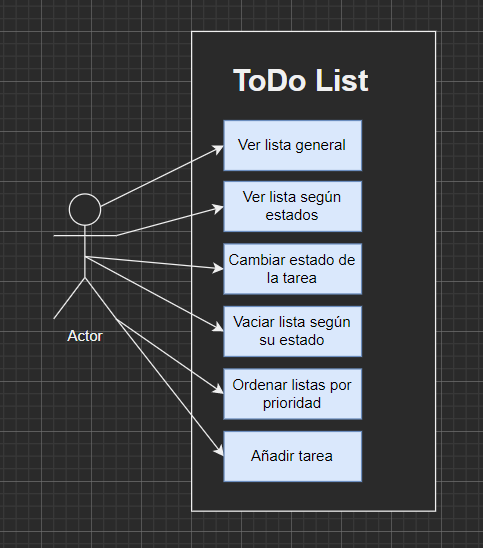 ToDo List
Ver lista general
Ver lista según
estados
Cambiar estado de
la tarea
Vaciar lista según
su estado
Ordenar listas por
prioridad
Añadir tarea
Actor